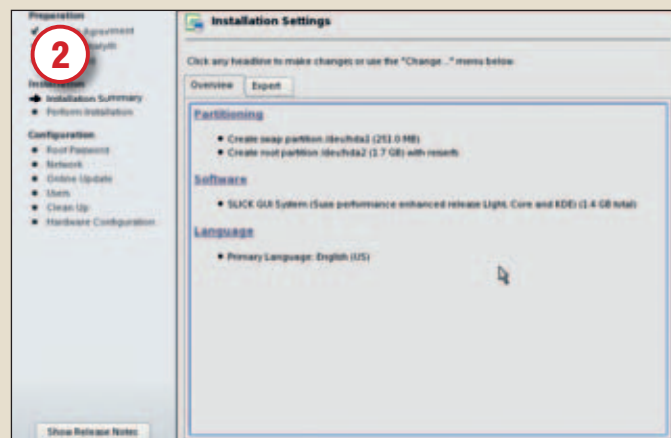 Preparation
Agreement
2
Installation Summary
Perform Installation
Configuration
Root Password
Network
Online Update
Users
Clean Up
Hardware Configuration
Show Release Notes
Installation Settings
Click any headline to make changes or use the "Change..." menu below.
Overview
Expert
Partitioning
Create swap partition /dev/hda1 (251.0 MB)
Create root partition /dev/hda2 (1.7 GB) with reiserfs
Software
SLICK GUI System (Suse performance enhanced release Light, Core and KDE) (1.4 GB total)
Language
Primary Language: English (US)